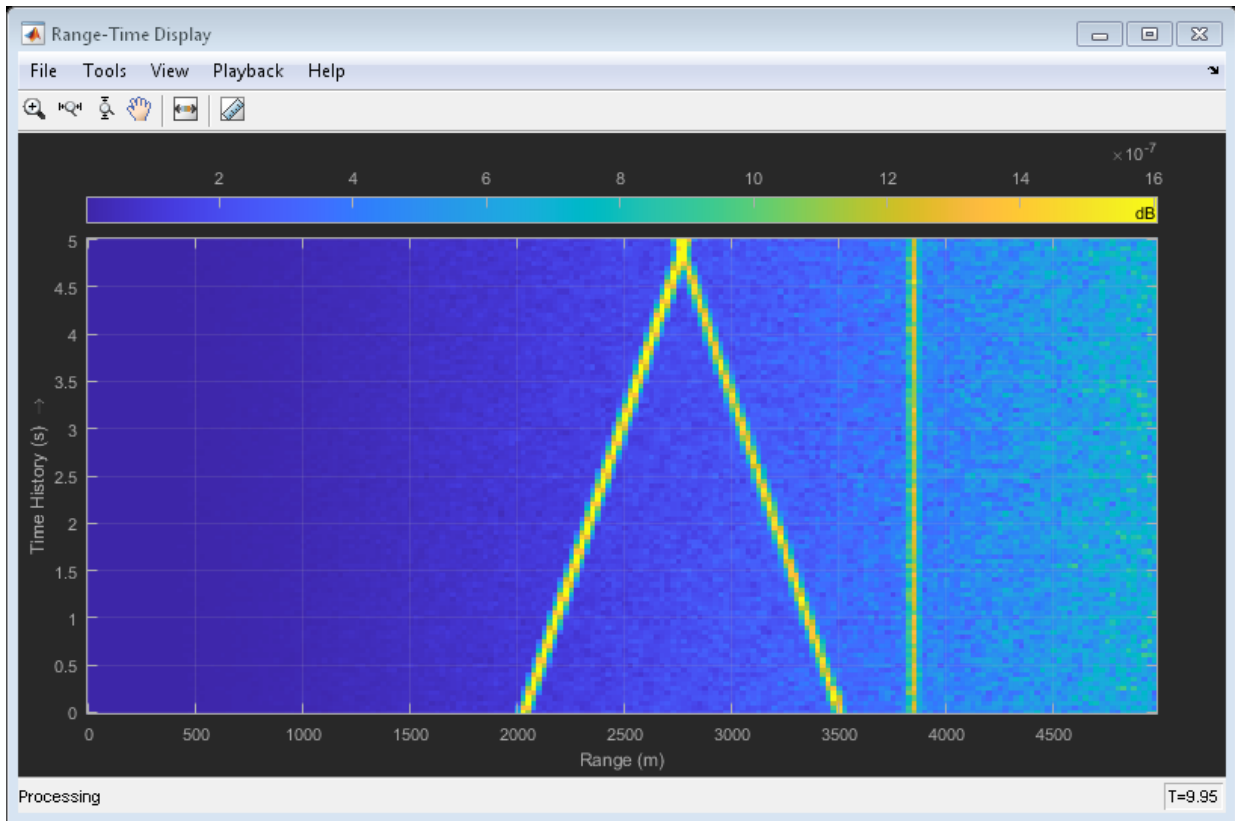 Range-Time Display
File Tools View Playback Help
×10-7
2 4 6 8 10 12 14 16
dB
5
4.5
4
3.5
3
2.5
2
1.5
1
0.5
0
Time History (s) →
0 500 1000 1500 2000 2500 3000 3500 4000 4500
Range (m)
Processing T=9.95